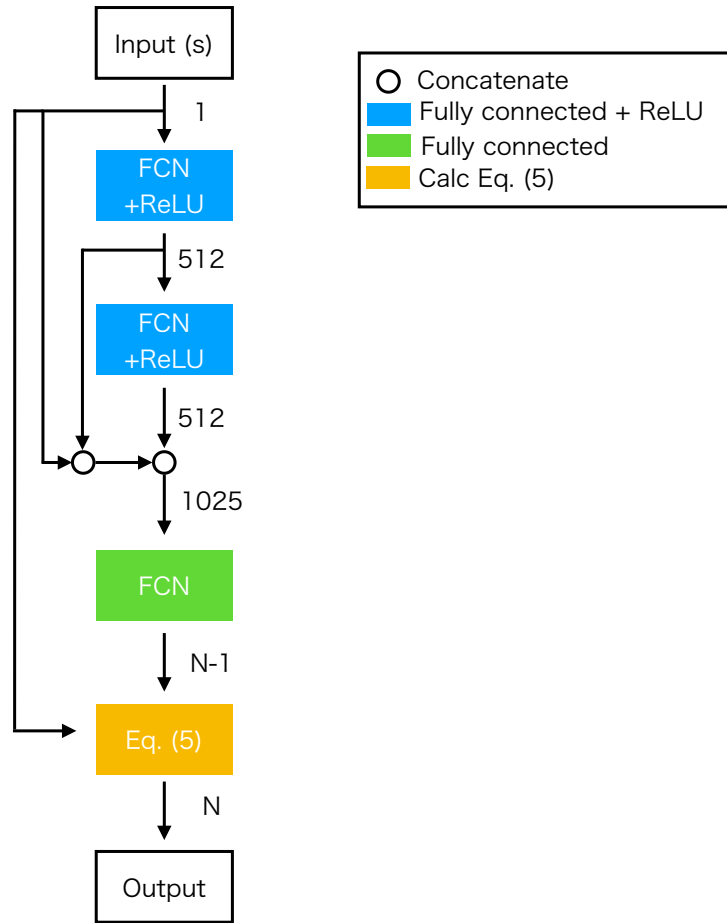 Input (s)
1
FCN
+ReLU
512
FCN
+ReLU
512
1025
FCN
N-1
Eq. (5)
N
Output
Concatenate
Fully connected + ReLU
Fully connected
Calc Eq. (5)